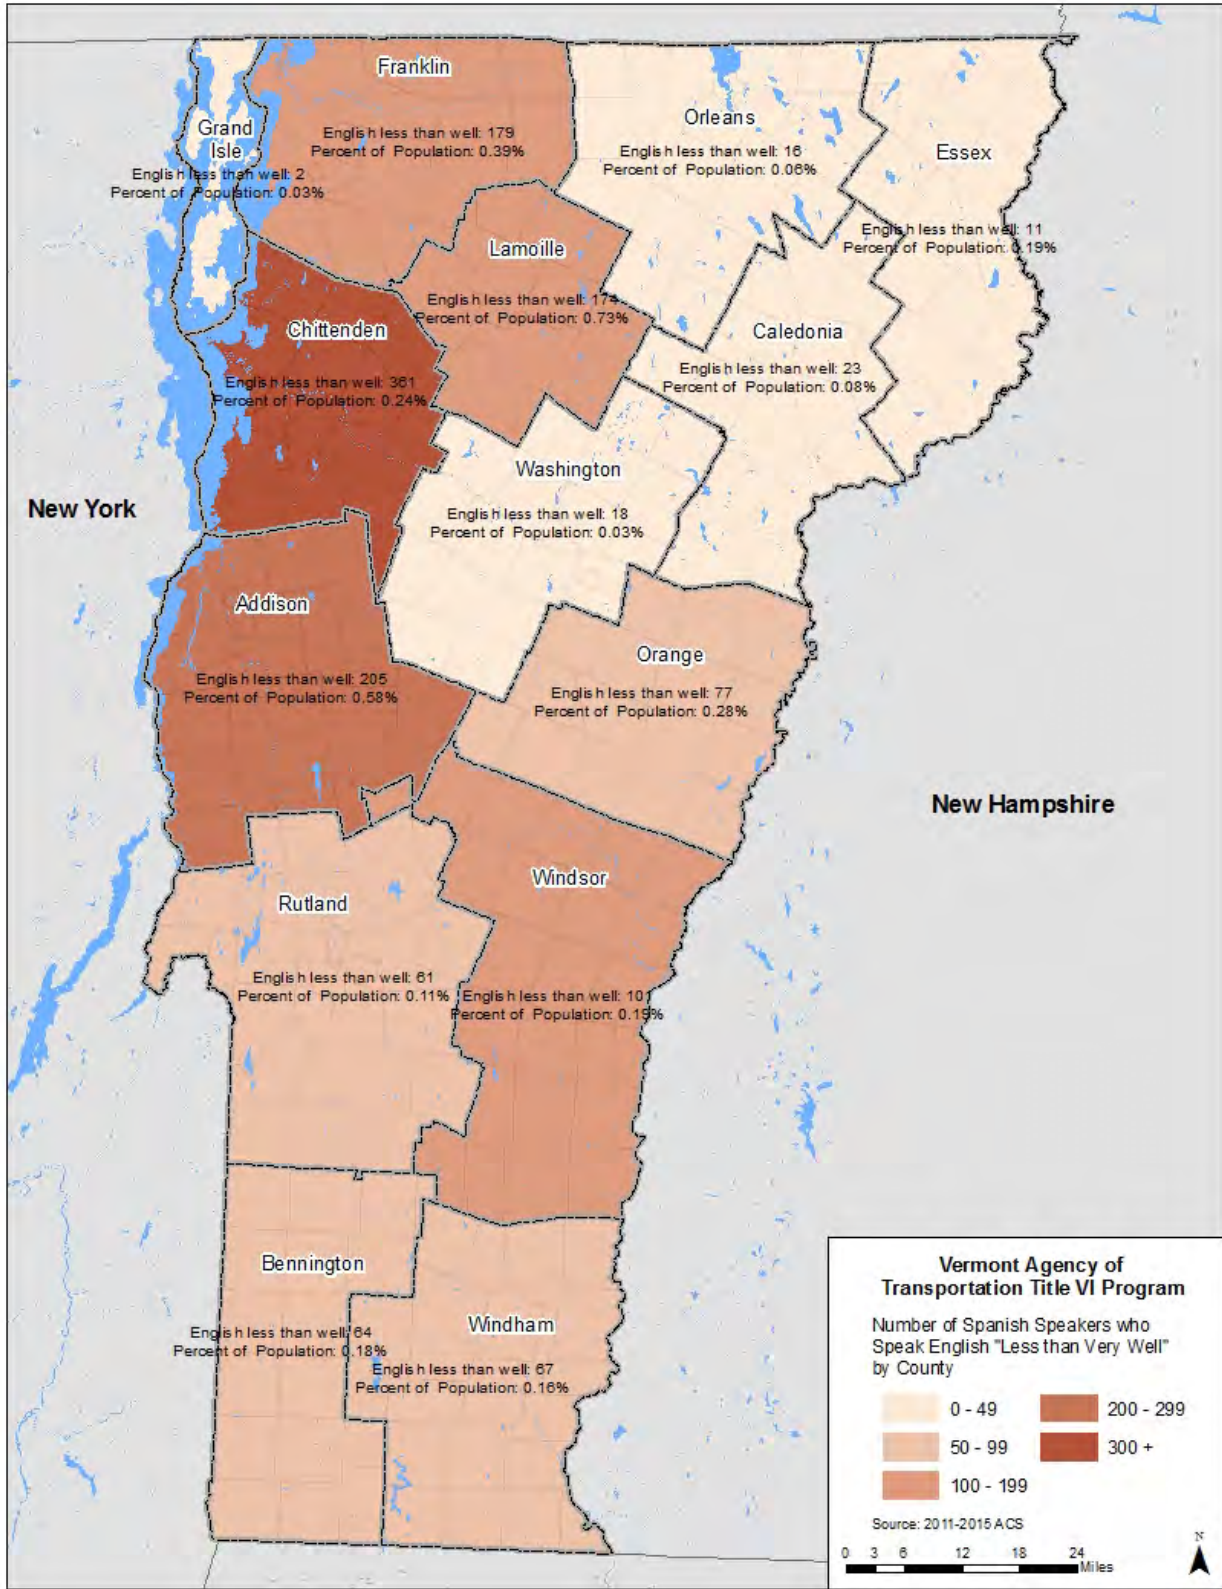 Franklin
English less than well: 179
Percent of Population: 0.39%
Grand
Isle
English less than well: 2
Percent of Population: 0.03%
Orleans
English less than well: 16
Percent of Population: 0.06%
Essex
English less than well: 11
Percent of Population: 0.19%
Lamoille
English less than well: 174
Percent of Population: 0.73%
Chittenden
English less than well: 361
Percent of Population: 0.24%
Caledonia
English less than well: 23
Percent of Population: 0.08%
Washington
English less than well: 18
Percent of Population: 0.03%
New York
Addison
English less than well: 205
Percent of Population: 0.58%
Orange
English less than well: 77
Percent of Population: 0.28%
New Hampshire
Windsor
English less than well: 101
Percent of Population: 0.19%
Rutland
English less than well: 61
Percent of Population: 0.11%
Bennington
English less than well: 64
Percent of Population: 0.18%
Windham
English less than well: 67
Percent of Population: 0.16%
Vermont Agency of
Transportation Title VI Program
Number of Spanish Speakers who
Speak English "Less than Very Well"
by County
0 - 49
50 - 99
100 - 199
200 - 299
300 +
Source: 2011-2015 ACS
0 3 6 12 18 24
Miles
N